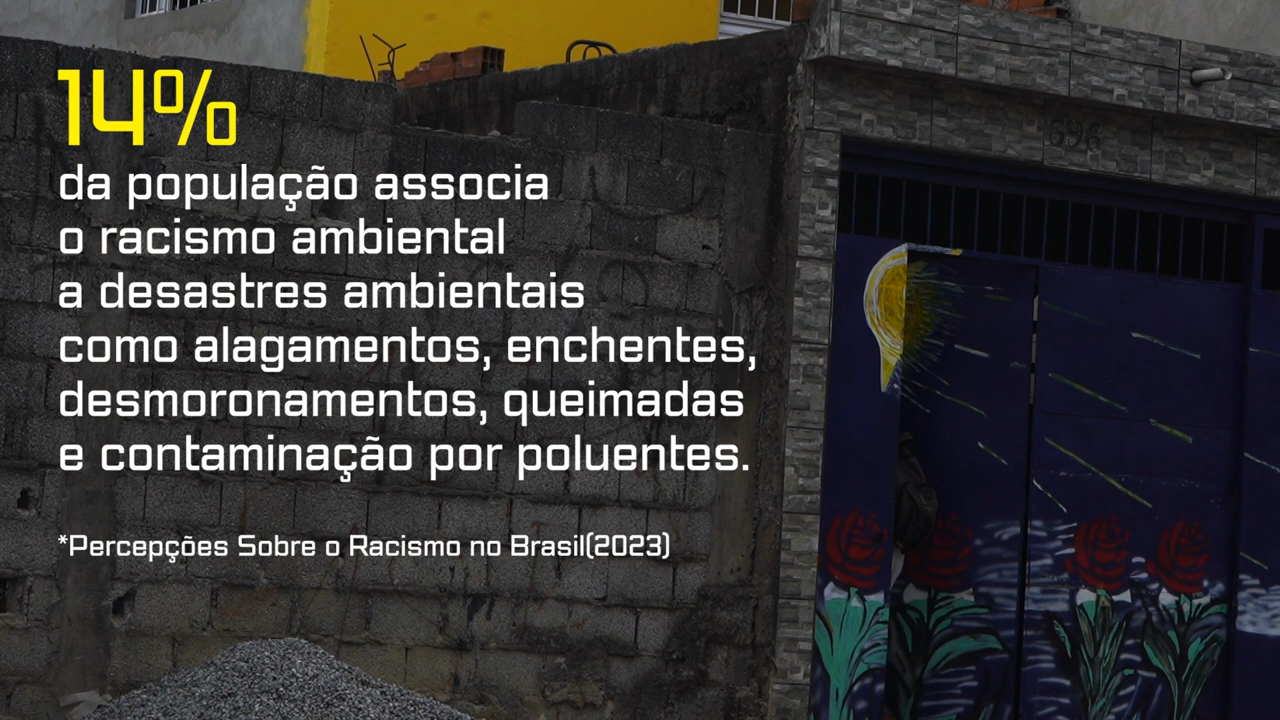 14%
da população associa
o racismo ambiental
a desastres ambientais
como alagamentos, enchentes,
desmoronamentos, queimadas
e contaminação por poluentes.
*Percepções Sobre o Racismo no Brasil(2023)
696